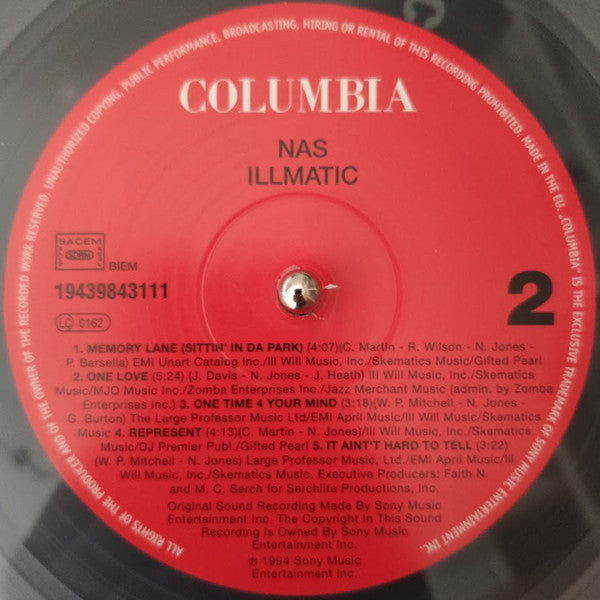 ALL RIGHTS OF THE PRODUCER AND OF THE OWNER OF THE RECORDED WORK RESERVED. UNAUTHORIZED COPYING, PUBLIC PERFORMANCE, BROADCASTING, HIRING OR RENTAL OF THIS RECORDING PROHIBITED. MADE IN THE EU. „COLUMBIA" IS THE EXCLUSIVE TRADEMARK OF SONY MUSIC ENTERTAINMENT INC.
COLUMBIA
NAS
ILLMATIC
SACEM
SDRM
BIEM
19439843111
LC 0162
2
1. MEMORY LANE (SITTIN' IN DA PARK) (4:07)(C. Martin - R. Wilson - N. Jones -
P. Barsella) EMI Unart Catalog Inc./Ill Will Music, Inc./Skematics Music/Gifted Pearl
2. ONE LOVE (5:24) (J. Davis - N. Jones - J. Heath) Ill Will Music, Inc./Skematics
Music/MJQ Music Inc./Zomba Enterprises Inc./Jazz Merchant Music (admin. by Zomba
Enterprises Inc.) 3. ONE TIME 4 YOUR MIND (3:18)(W. P. Mitchell - N. Jones -
G. Burton) The Large Professor Music Ltd/EMI April Music/Ill Will Music/Skematics
Music 4. REPRESENT (4:13)(C. Martin - N. Jones)/Ill Will Music, Inc./Skematics
Music/DJ Premier Publ./Gifted Pearl 5. IT AIN'T HARD TO TELL (3:22)
(W. P. Mitchell - N. Jones) Large Professor Music, Ltd./EMI April Music/Ill
Will Music, Inc./Skematics Music. Executive Producers: Faith N.
and M. C. Serch for Serchlite Productions, Inc.
Original Sound Recording Made By Sony Music
Entertainment Inc. The Copyright In This Sound
Recording Is Owned By Sony Music
Entertainment Inc.
℗ 1994 Sony Music
Entertainment Inc.